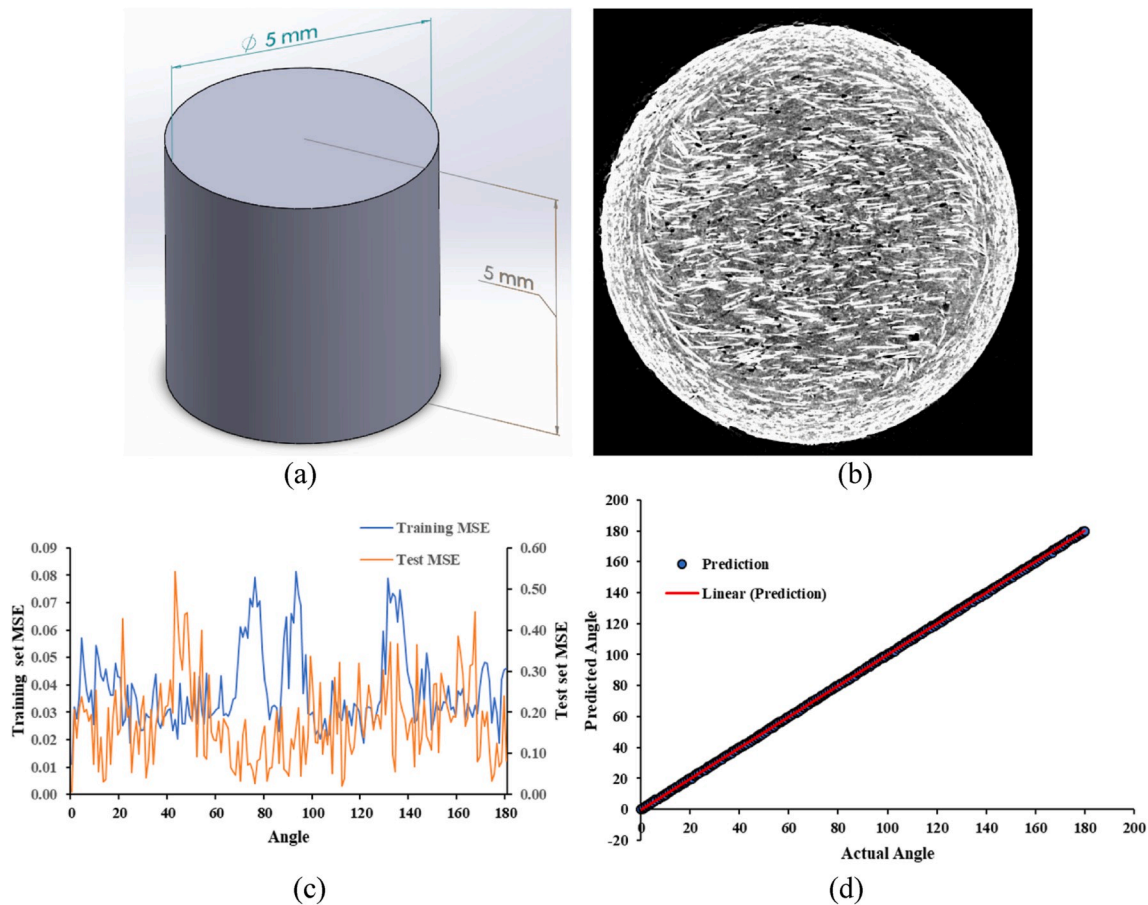 ⌀ 5 mm
5 mm
(a)
(b)
Training MSE
Test MSE
0.09
0.08
0.07
0.06
0.05
0.04
0.03
0.02
0.01
0.00
Training set MSE
0.60
0.50
0.40
0.30
0.20
0.10
0.00
Test set MSE
0 20 40 60 80 100 120 140 160 180
Angle
(c)
200
180
160
140
120
100
80
60
40
20
0
-20
Predicted Angle
Prediction
Linear (Prediction)
0 20 40 60 80 100 120 140 160 180 200
Actual Angle
(d)